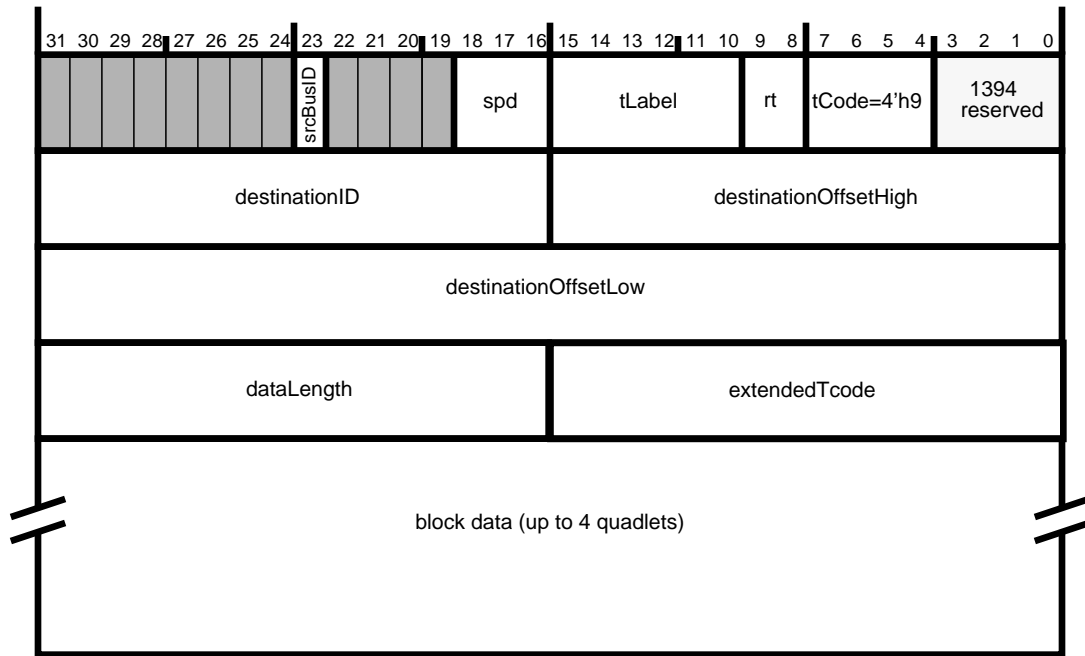 31 30 29 28 27 26 25 24 23 22 21 20 19 18 17 16 15 14 13 12 11 10 9 8 7 6 5 4 3 2 1 0
srcBusID
spd
tLabel
rt
tCode=4'h9
1394
reserved
destinationID
destinationOffsetHigh
destinationOffsetLow
dataLength
extendedTcode
block data (up to 4 quadlets)